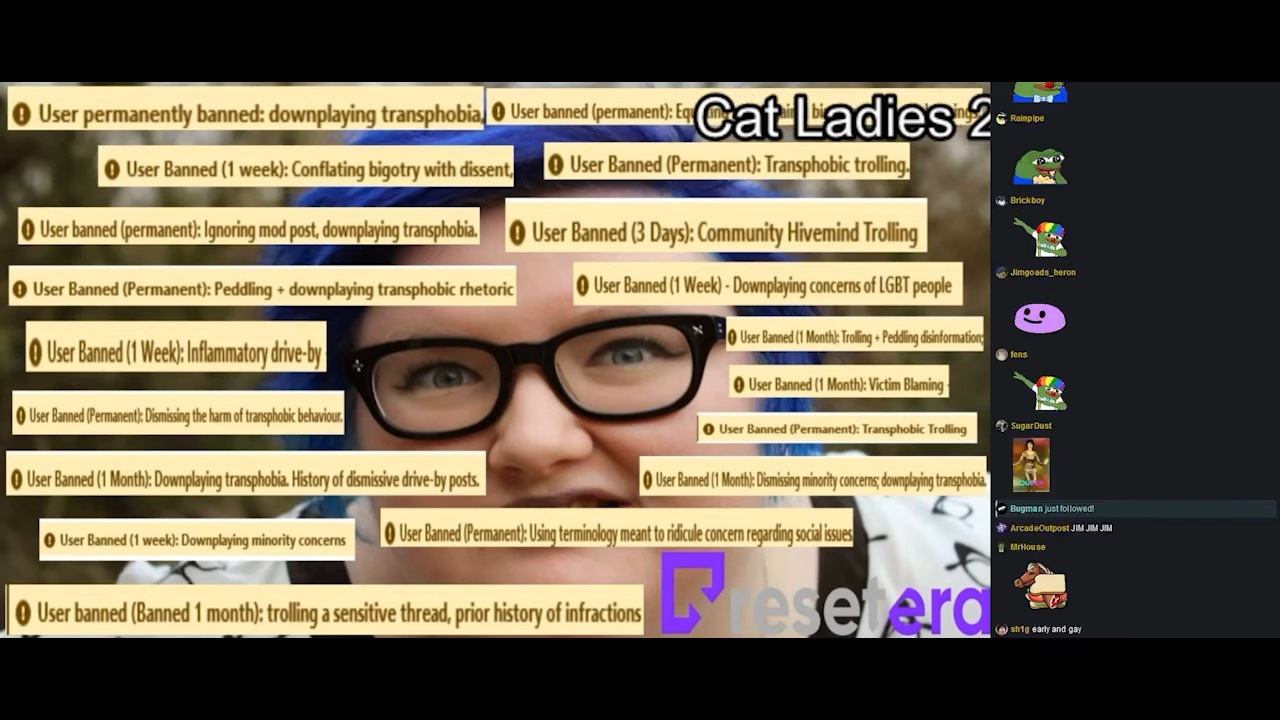 User permanently banned: downplaying transphobia,
User banned (permanent):
Cat Ladies 2
User Banned (1 week): Conflating bigotry with dissent,
User Banned (Permanent): Transphobic trolling.
User banned (permanent): Ignoring mod post, downplaying transphobia.
User Banned (3 Days): Community Hivemind Trolling
User Banned (Permanent): Peddling + downplaying transphobic rhetoric
User Banned (1 Week) - Downplaying concerns of LGBT people
User Banned (1 Week): Inflammatory drive-by
User Banned (1 Month): Trolling + Peddling disinformation;
User Banned (1 Month): Victim Blaming -
User Banned (Permanent): Dismissing the harm of transphobic behaviour.
User Banned (Permanent): Transphobic Trolling
User Banned (1 Month): Downplaying transphobia. History of dismissive drive-by posts.
User Banned (1 Month): Dismissing minority concerns; downplaying transphobia.
User Banned (1 week): Downplaying minority concerns
User Banned (Permanent): Using terminology meant to ridicule concern regarding social issues
User banned (Banned 1 month): trolling a sensitive thread, prior history of infractions
resetera
Rainpipe
Brickboy
Jimgoads_heron
fens
SugarDust
Bugman just followed!
ArcadeOutpost JIM JIM JIM
MrHouse
sh1g early and gay